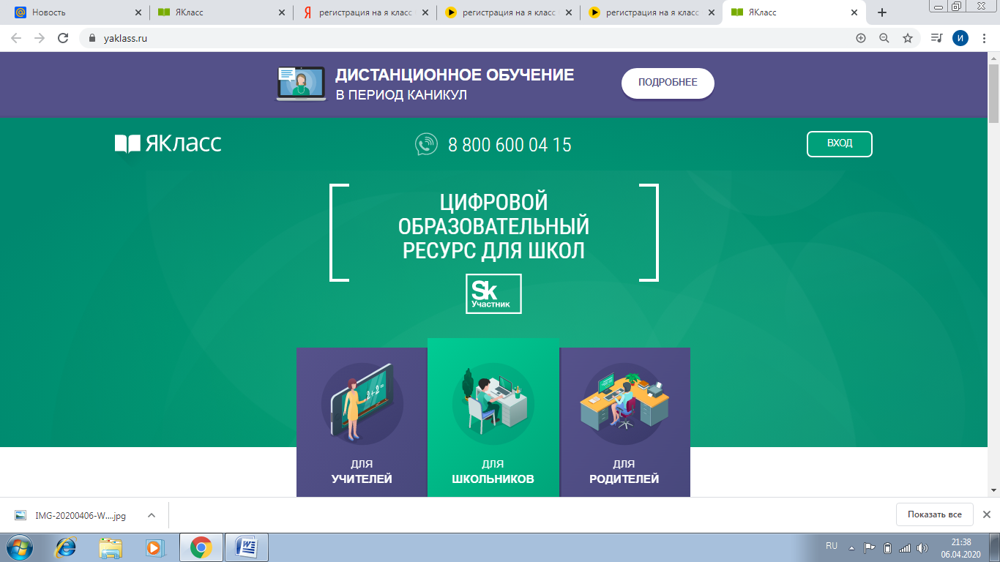 Новость
ЯКласс
регистрация на я класс
регистрация на я класс
регистрация на я класс
ЯКласс
yaklass.ru
И
ДИСТАНЦИОННОЕ ОБУЧЕНИЕ
В ПЕРИОД КАНИКУЛ
ПОДРОБНЕЕ
ЯКласс
8 800 600 04 15
ВХОД
ЦИФРОВОЙ
ОБРАЗОВАТЕЛЬНЫЙ
РЕСУРС ДЛЯ ШКОЛ
Sk
Участник
2+2=
ДЛЯ
УЧИТЕЛЕЙ
ДЛЯ
ШКОЛЬНИКОВ
ДЛЯ
РОДИТЕЛЕЙ
IMG-20200406-W....jpg
Показать все
RU
21:38
06.04.2020